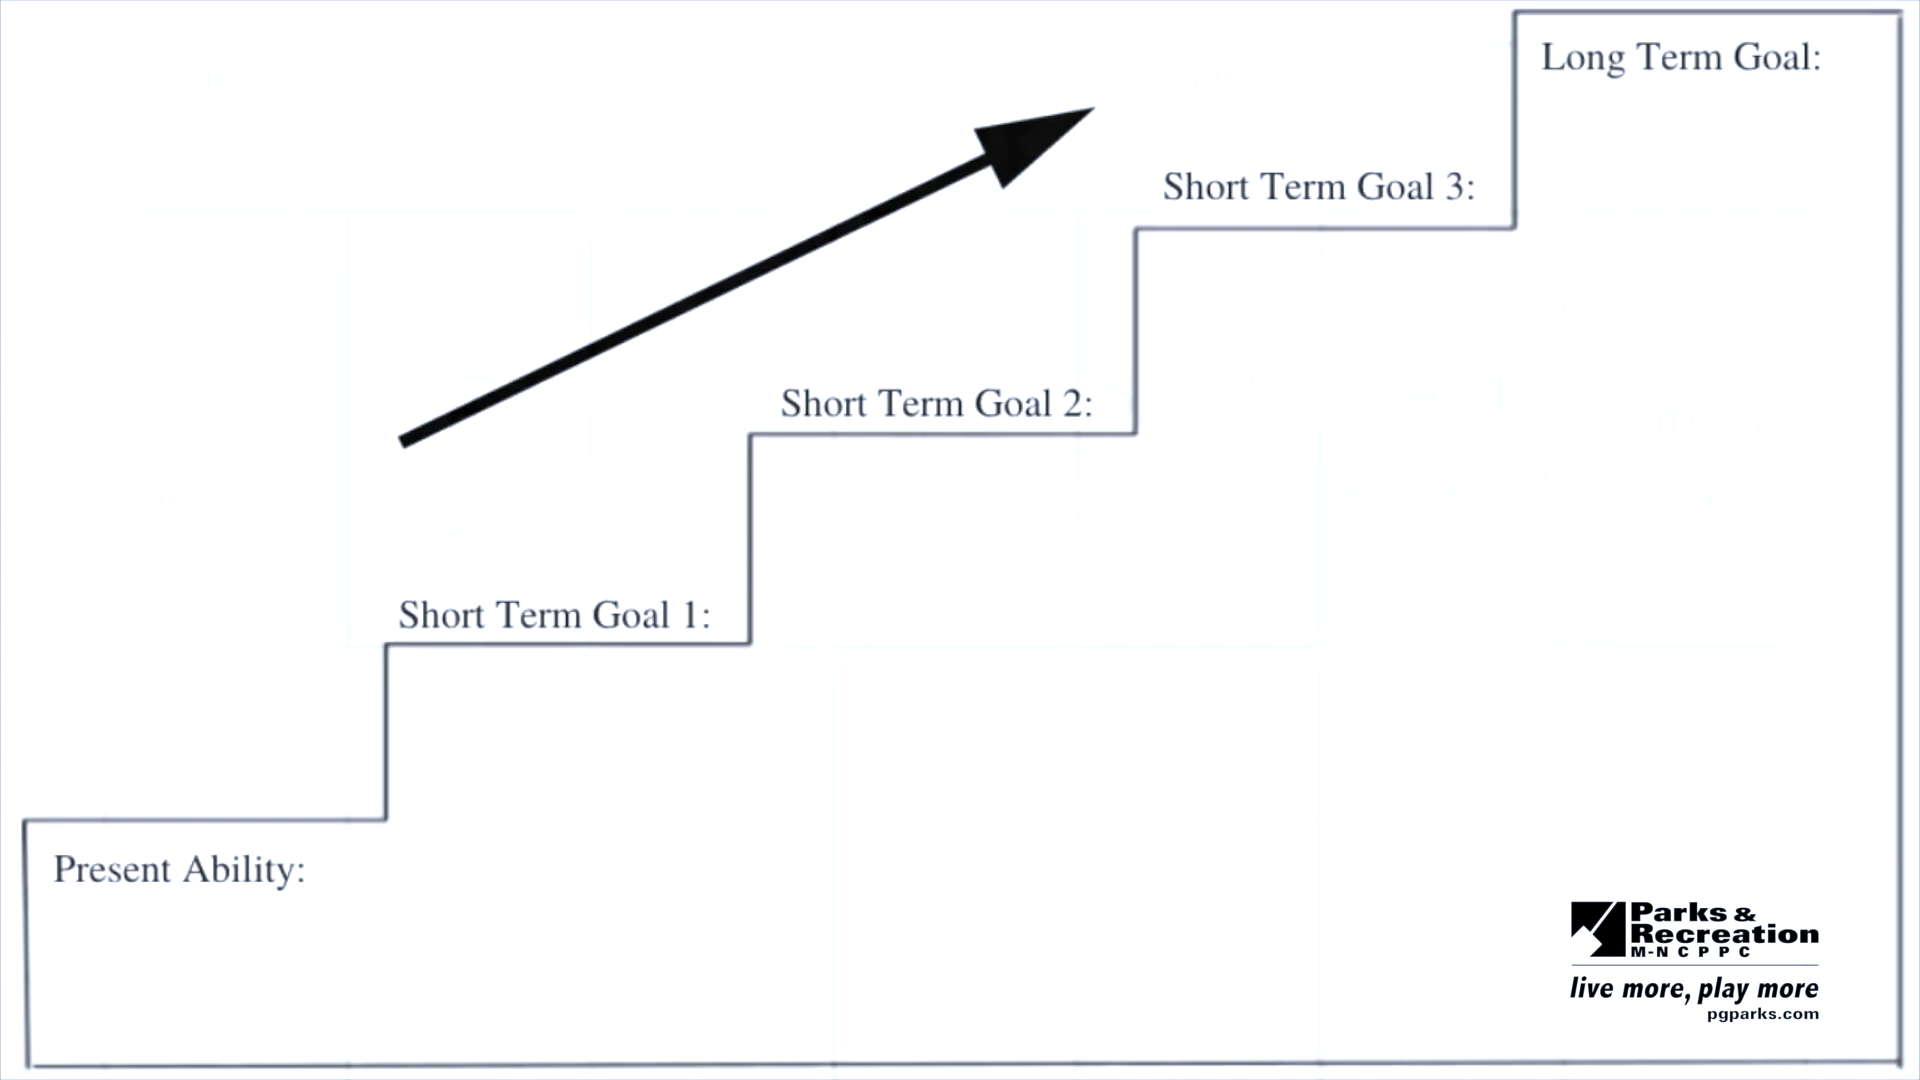 Long Term Goal:
Short Term Goal 3:
Short Term Goal 2:
Short Term Goal 1:
Present Ability:
Parks &
Recreation
M-NCPPC
live more, play more
pgparks.com